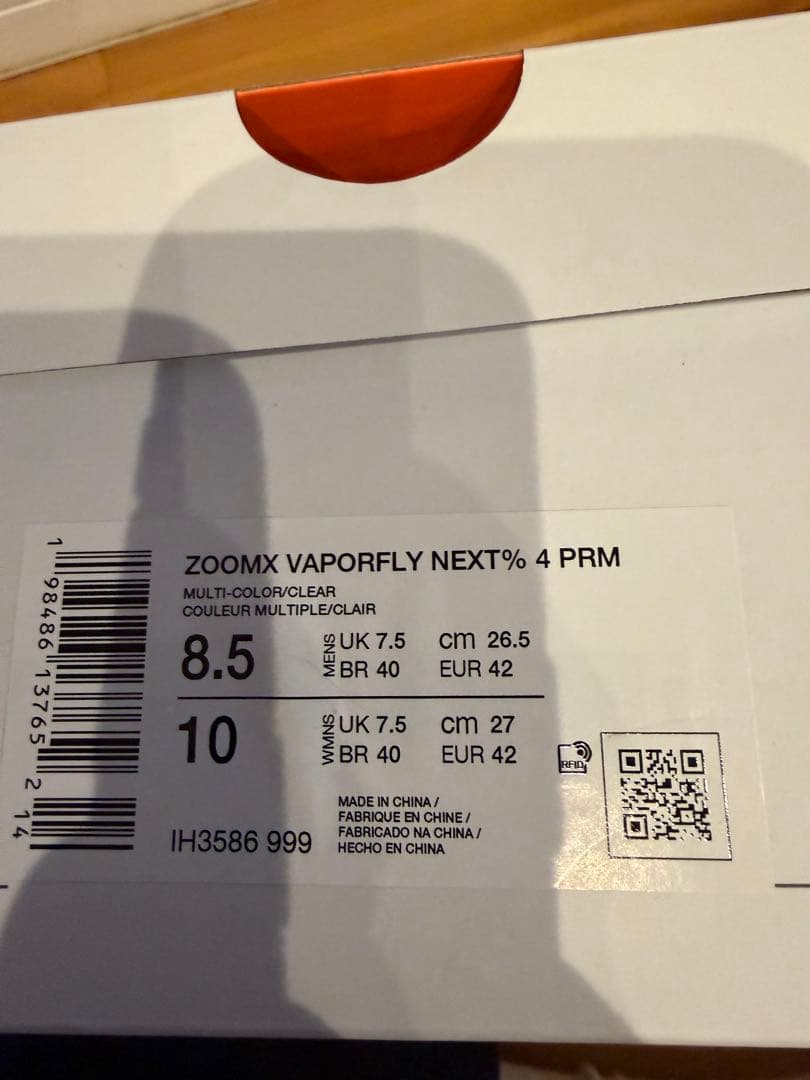 ZOOMX VAPORFLY NEXT% 4 PRM
MULTI-COLOR/CLEAR
COULEUR MULTIPLE/CLAIR
8.5 MENS UK 7.5 cm 26.5
BR 40 EUR 42
10 WMNS UK 7.5 cm 27
BR 40 EUR 42
RFID
MADE IN CHINA /
FABRIQUE EN CHINE /
FABRICADO NA CHINA /
HECHO EN CHINA
IH3586 999
1 98486 13765 2 14